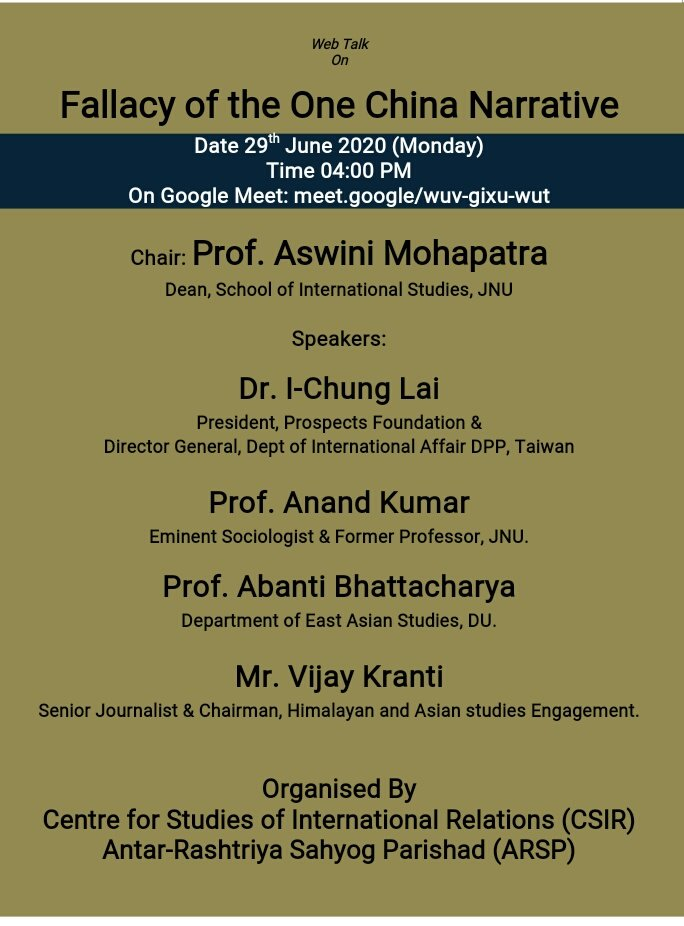 Web Talk
On
Fallacy of the One China Narrative
Date 29th June 2020 (Monday)
Time 04:00 PM
On Google Meet: meet.google/wuv-gixu-wut
Chair: Prof. Aswini Mohapatra
Dean, School of International Studies, JNU
Speakers:
Dr. I-Chung Lai
President, Prospects Foundation &
Director General, Dept of International Affair DPP, Taiwan
Prof. Anand Kumar
Eminent Sociologist & Former Professor, JNU.
Prof. Abanti Bhattacharya
Department of East Asian Studies, DU.
Mr. Vijay Kranti
Senior Journalist & Chairman, Himalayan and Asian studies Engagement.
Organised By
Centre for Studies of International Relations (CSIR)
Antar-Rashtriya Sahyog Parishad (ARSP)